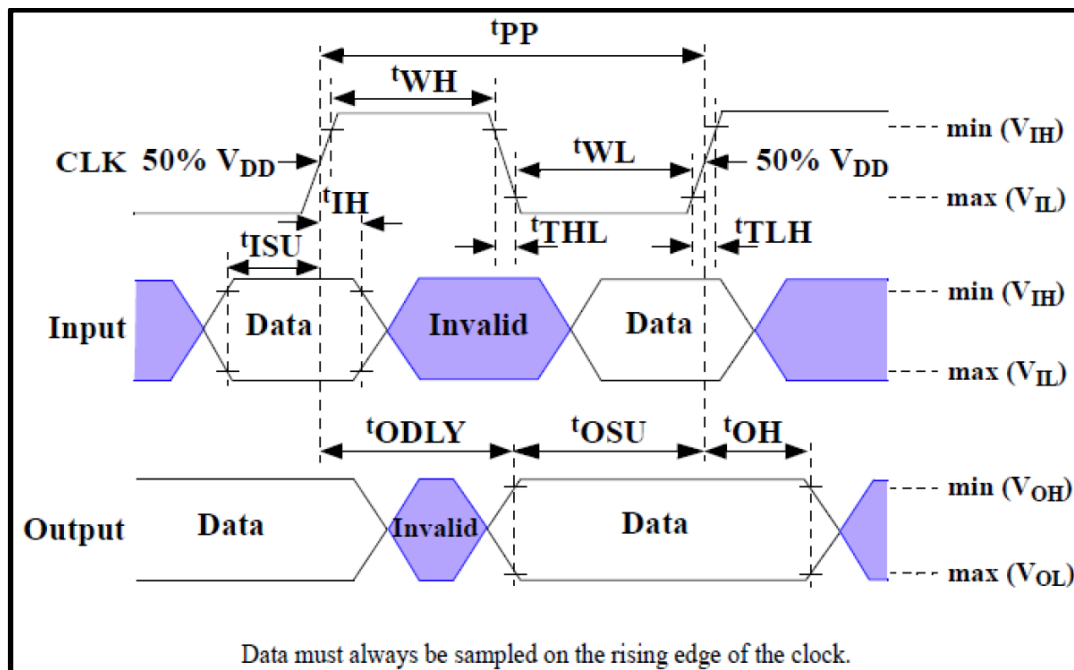 tPP
tWH
min (VIH)
CLK 50% VDD
tWL
50% VDD
tIH
max (VIL)
tISU
tTHL
tTLH
min (VIH)
Input
Data
Invalid
Data
max (VIL)
tODLY
tOSU
tOH
min (VOH)
Output
Data
Invalid
Data
max (VOL)
Data must always be sampled on the rising edge of the clock.